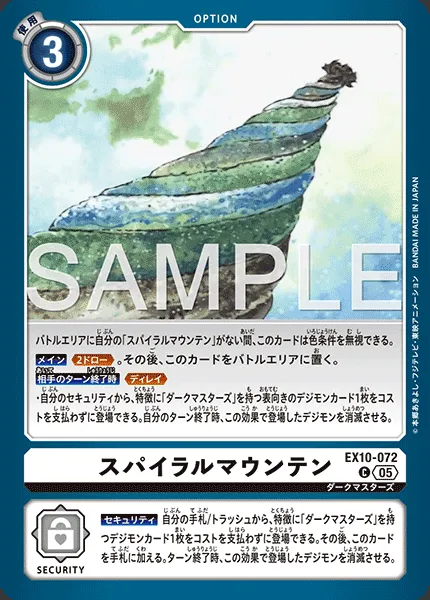 OPTION
使用
3
SAMPLE
©本郷あきよし・フジテレビ・東映アニメーション BANDAI MADE IN JAPAN
バトルエリアに自分の「スパイラルマウンテン」がない間、このカードは色条件を無視できる。
メイン 2ドロー。その後、このカードをバトルエリアに置く。
相手のターン終了時 ディレイ
・自分のセキュリティから、特徴に「ダークマスターズ」を持つ表向きのデジモンカード1枚をコス
トを支払わずに登場できる。自分のターン終了時、この効果で登場したデジモンを消滅させる。
スパイラルマウンテン
EX10-072
C 05
ダークマスターズ
セキュリティ 自分の手札/トラッシュから、特徴に「ダークマスターズ」を持
つデジモンカード1枚をコストを支払わずに登場できる。その後、このカード
を手札に加える。ターン終了時、この効果で登場したデジモンを消滅させる。
SECURITY